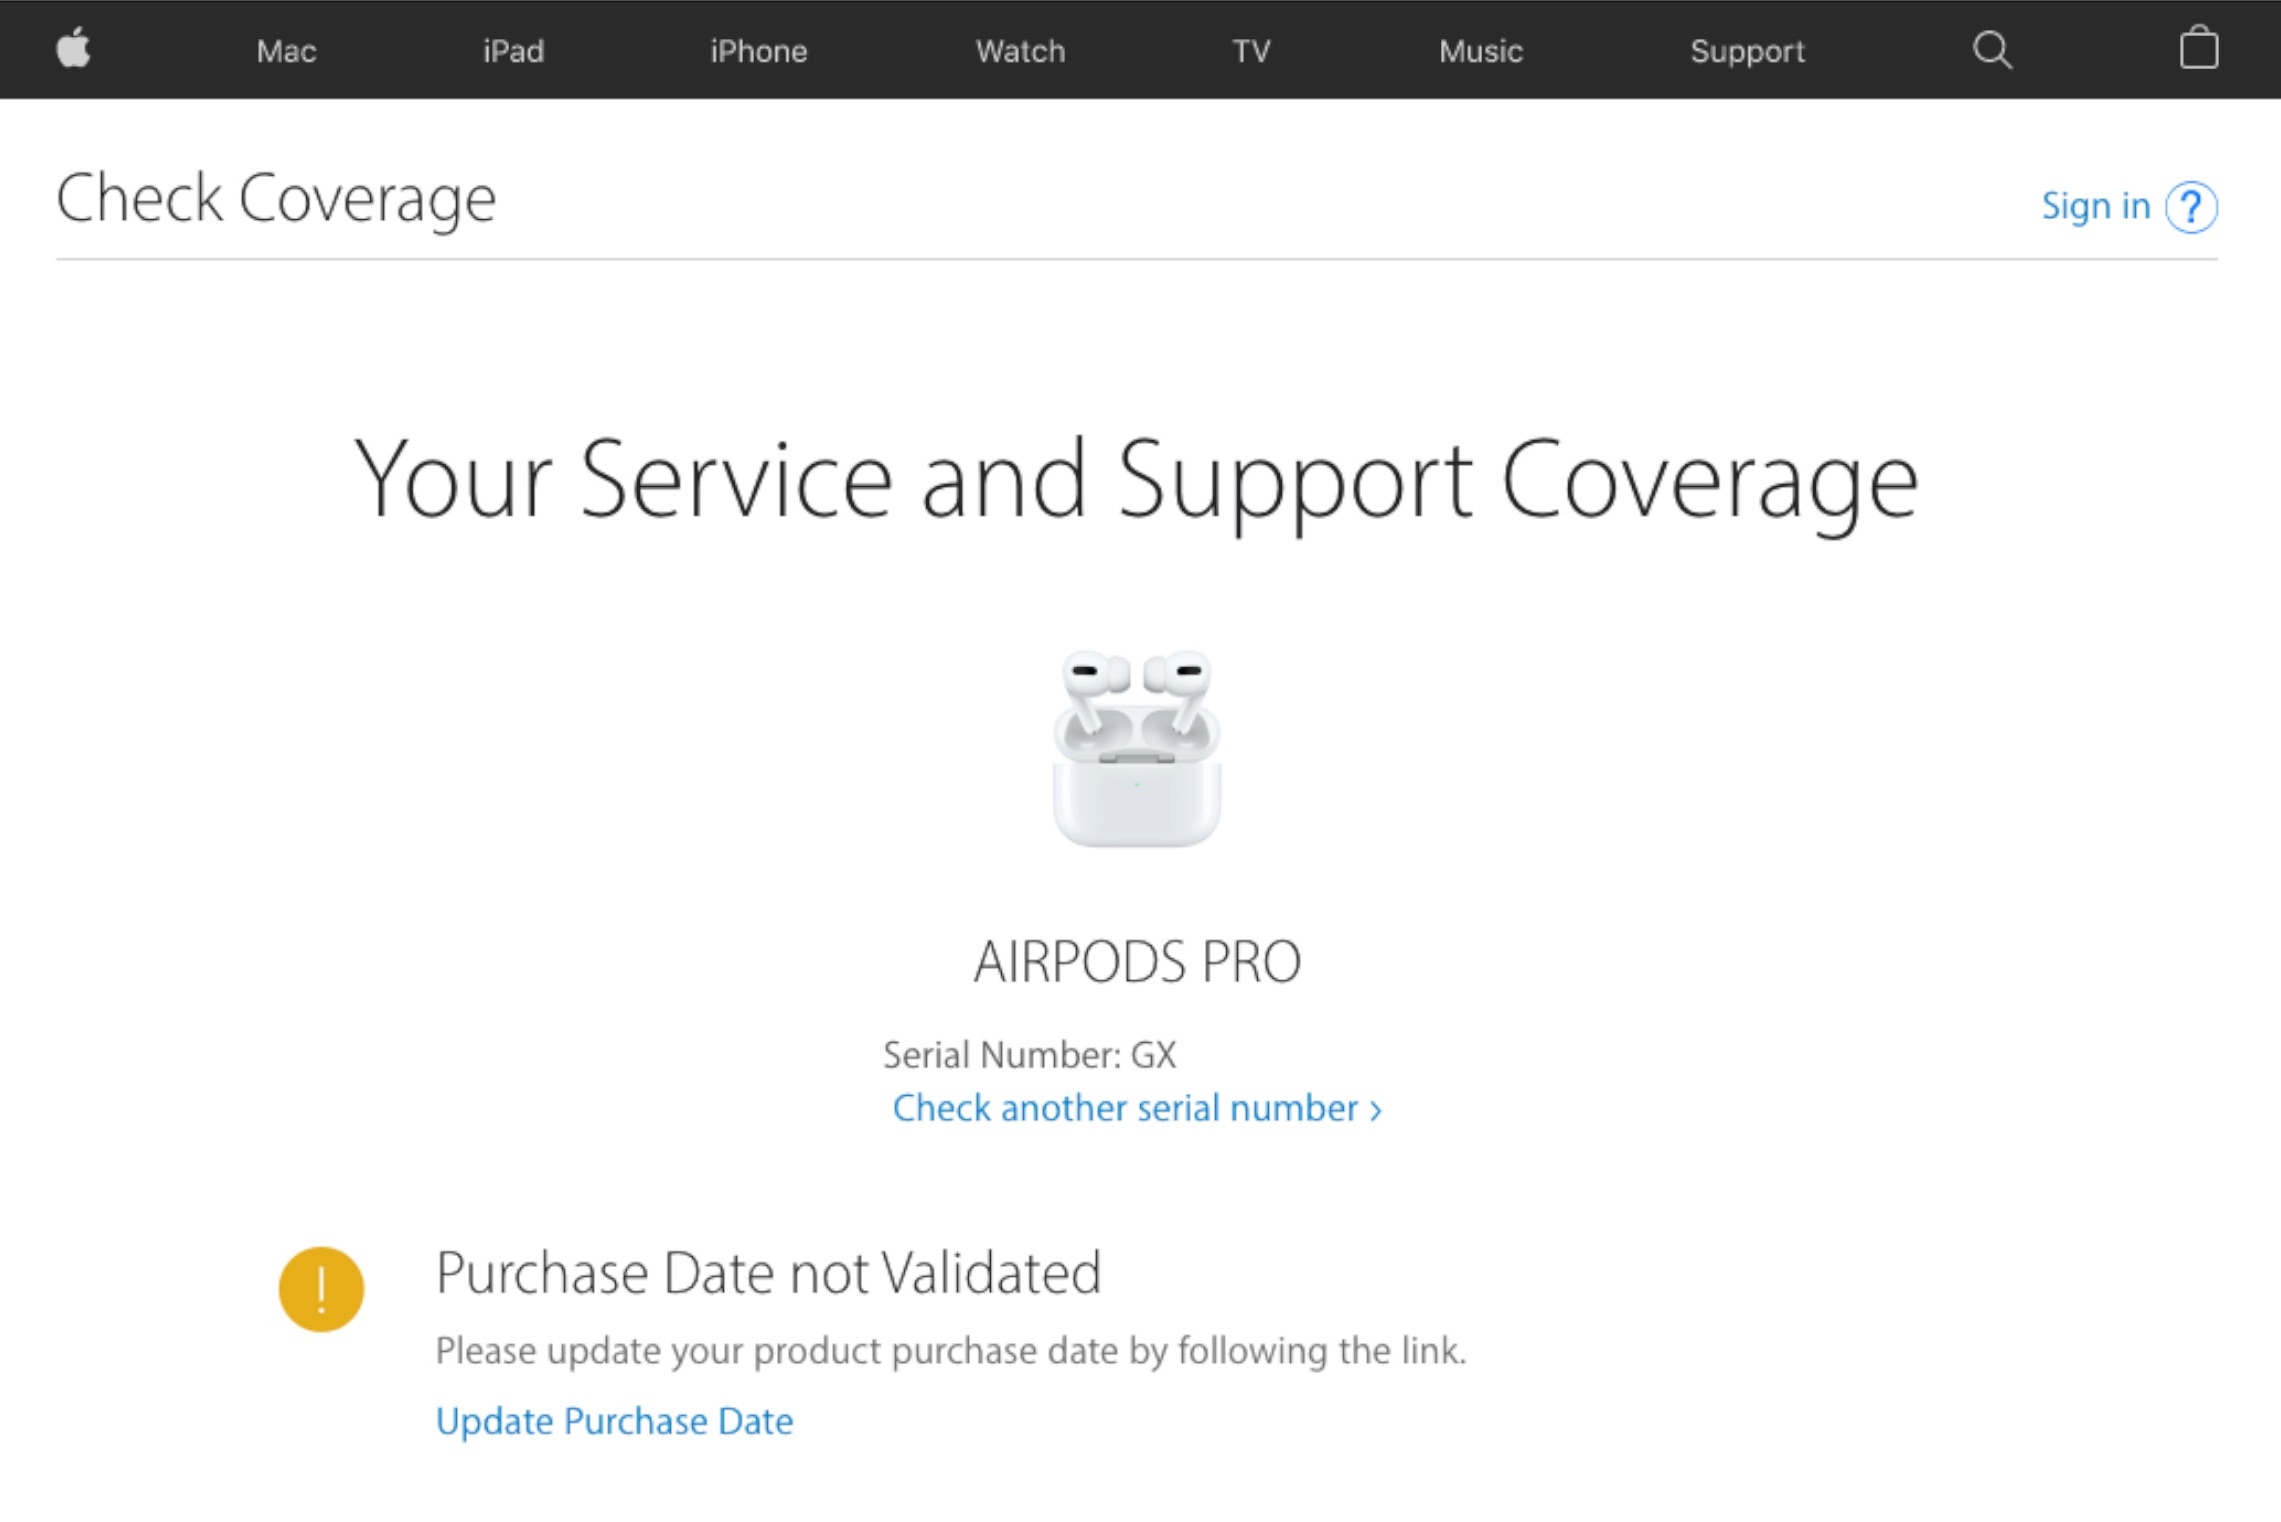 Mac iPad iPhone Watch TV Music Support
Check Coverage
Sign in ?
Your Service and Support Coverage
AIRPODS PRO
Serial Number: GX
Check another serial number >
! Purchase Date not Validated
Please update your product purchase date by following the link.
Update Purchase Date